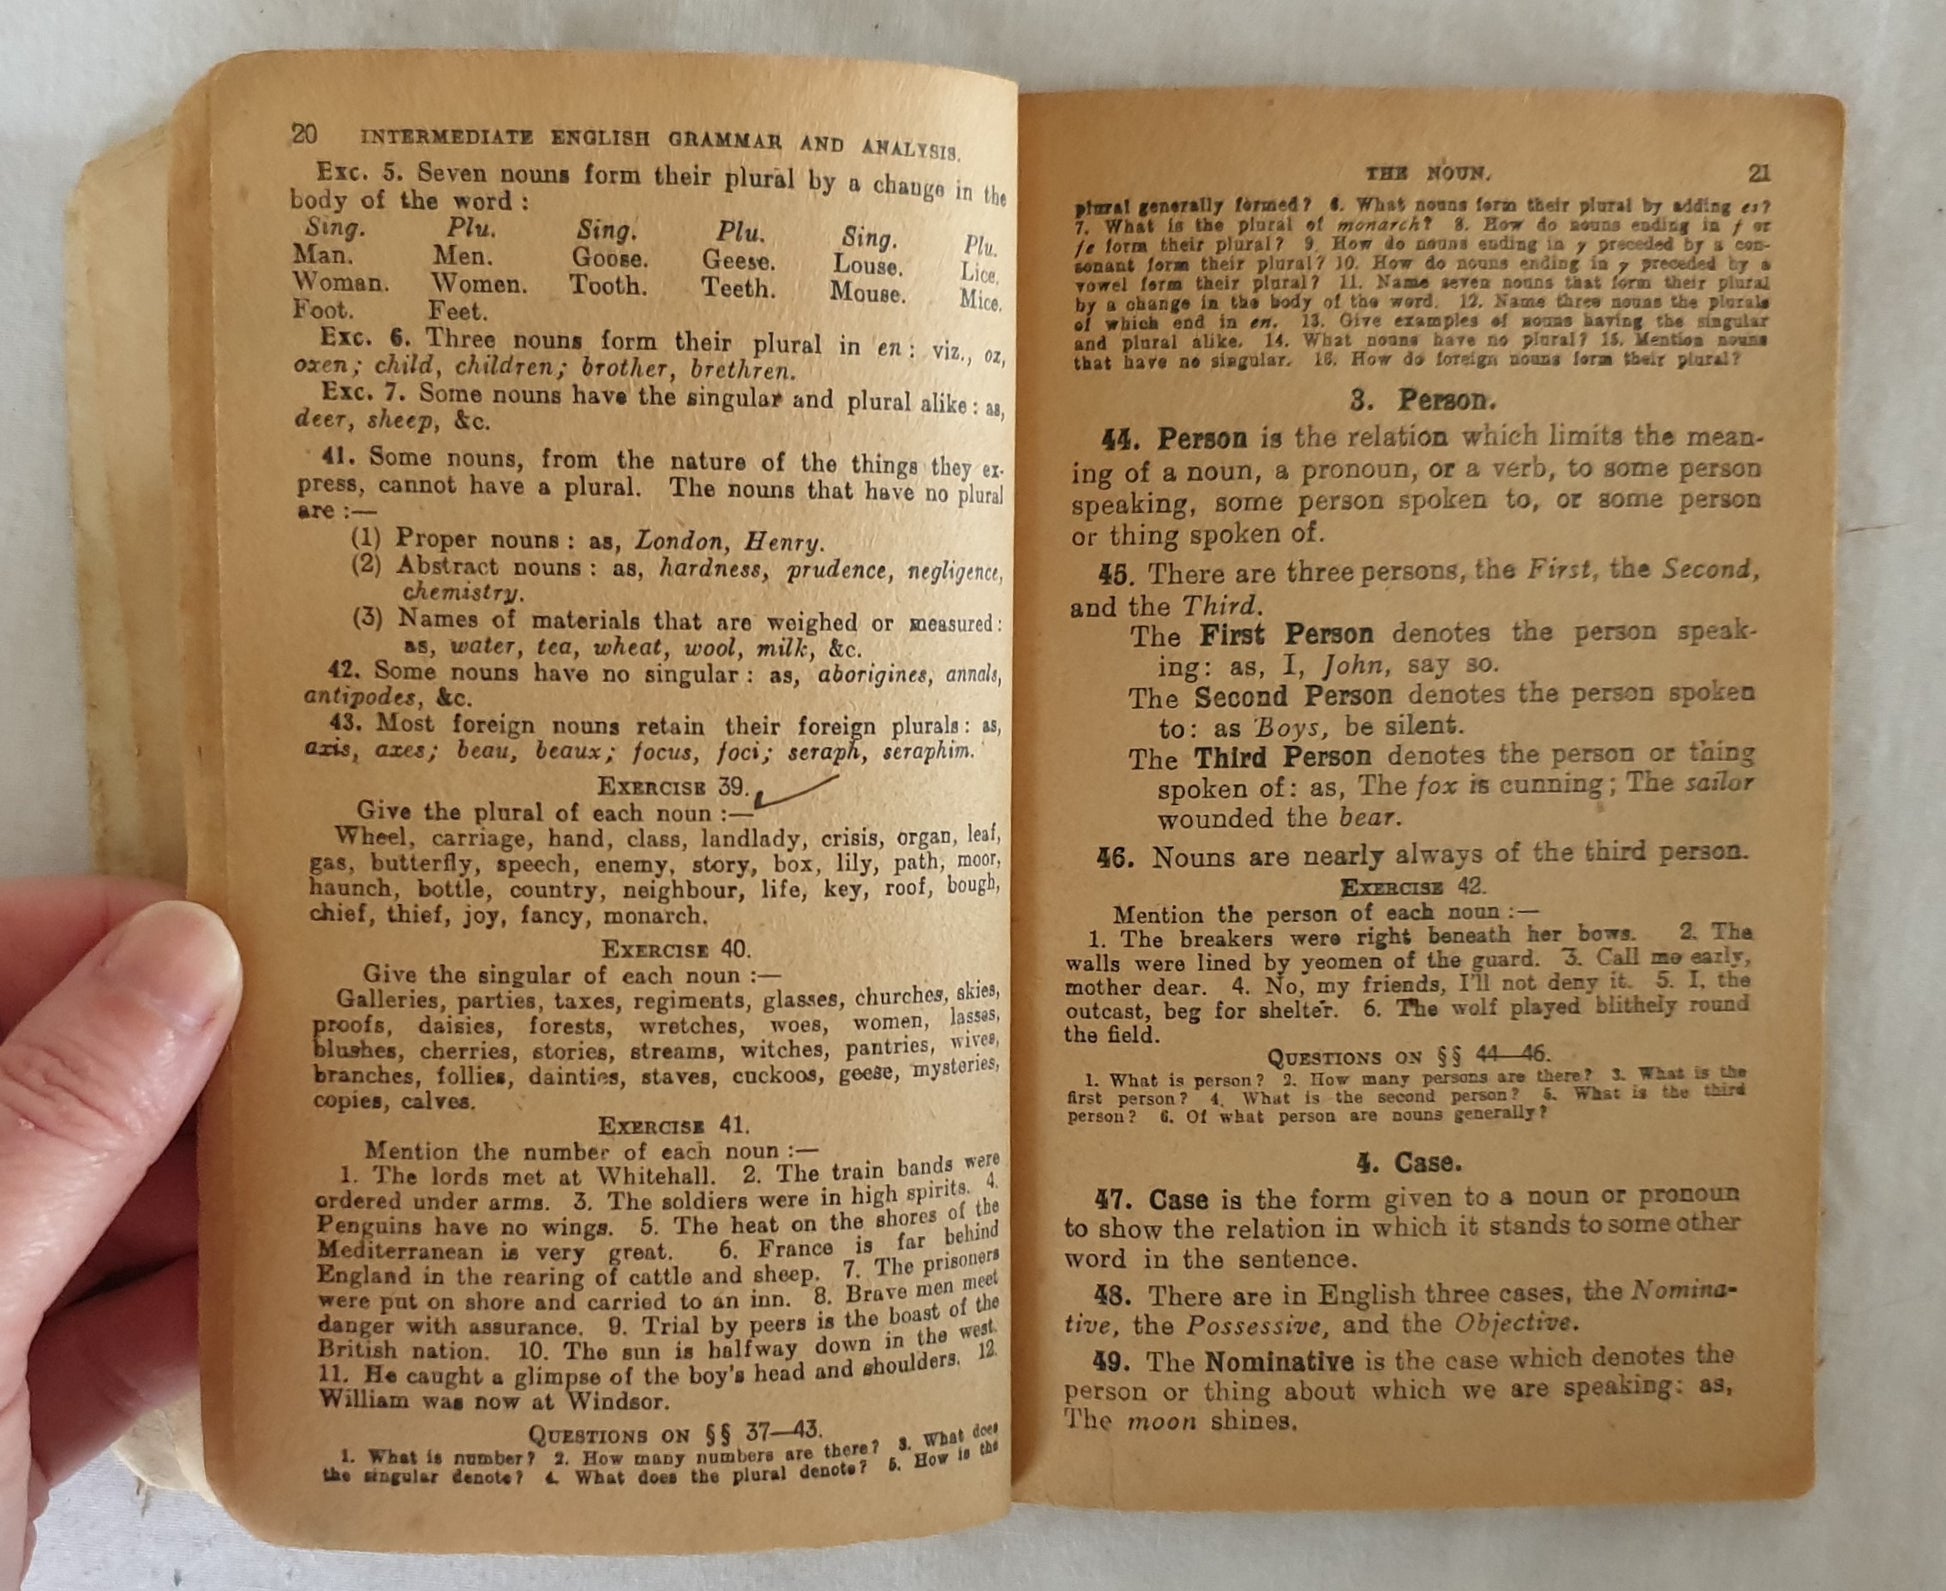 20 INTERMEDIATE ENGLISH GRAMMAR AND ANALYSIS.
Exc. 5. Seven nouns form their plural by a change in the
body of the word :
Sing. Plu. Sing. Plu. Sing. Plu.
Man. Men. Goose. Geese. Louse. Lice.
Woman. Women. Tooth. Teeth. Mouse. Mice.
Foot. Feet.
Exc. 6. Three nouns form their plural in en : viz., ox,
oxen ; child, children ; brother, brethren.
Exc. 7. Some nouns have the singular and plural alike : as,
deer, sheep, &c.
41. Some nouns, from the nature of the things they ex-
press, cannot have a plural. The nouns that have no plural
are :—
(1) Proper nouns : as, London, Henry.
(2) Abstract nouns : as, hardness, prudence, negligence,
chemistry.
(3) Names of materials that are weighed or measured :
as, water, tea, wheat, wool, milk, &c.
42. Some nouns have no singular : as, aborigines, annals,
antipodes, &c.
43. Most foreign nouns retain their foreign plurals : as,
axis, axes ; beau, beaux ; focus, foci ; seraph, seraphim.
EXERCISE 39.
Give the plural of each noun :—
Wheel, carriage, hand, class, landlady, crisis, organ, leaf,
gas, butterfly, speech, enemy, story, box, lily, path, moor,
haunch, bottle, country, neighbour, life, key, roof, bough,
chief, thief, joy, fancy, monarch.
EXERCISE 40.
Give the singular of each noun :—
Galleries, parties, taxes, regiments, glasses, churches, skies,
proofs, daisies, forests, wretches, woes, women, lasses,
blushes, cherries, stories, streams, witches, pantries, wives,
branches, follies, dainties, staves, cuckoos, geese, mysteries,
copies, calves.
EXERCISE 41.
Mention the number of each noun :—
1. The lords met at Whitehall. 2. The train bands were
ordered under arms. 3. The soldiers were in high spirits. 4.
Penguins have no wings. 5. The heat on the shores of the
Mediterranean is very great. 6. France is far behind
England in the rearing of cattle and sheep. 7. The prisoners
were put on shore and carried to an inn. 8. Brave men meet
danger with assurance. 9. Trial by peers is the boast of the
British nation. 10. The sun is halfway down in the west.
11. He caught a glimpse of the boy's head and shoulders. 12.
William was now at Windsor.
QUESTIONS ON §§ 37—43.
1. What is number? 2. How many numbers are there? 3. What does
the singular denote? 4. What does the plural denote? 5. How is the
THE NOUN. 21
plural generally formed? 6. What nouns form their plural by adding es?
7. What is the plural of monarch? 8. How do nouns ending in f or
fe form their plural? 9. How do nouns ending in y preceded by a con-
sonant form their plural? 10. How do nouns ending in y preceded by a
vowel form their plural? 11. Name seven nouns that form their plural
by a change in the body of the word. 12. Name three nouns the plurals
of which end in en. 13. Give examples of nouns having the singular
and plural alike. 14. What nouns have no plural? 15. Mention nouns
that have no singular. 16. How do foreign nouns form their plural?
3. Person.
44. Person is the relation which limits the mean-
ing of a noun, a pronoun, or a verb, to some person
speaking, some person spoken to, or some person
or thing spoken of.
45. There are three persons, the First, the Second,
and the Third.
The First Person denotes the person speak-
ing: as, I, John, say so.
The Second Person denotes the person spoken
to: as Boys, be silent.
The Third Person denotes the person or thing
spoken of: as, The fox is cunning; The sailor
wounded the bear.
46. Nouns are nearly always of the third person.
EXERCISE 42.
Mention the person of each noun :—
1. The breakers were right beneath her bows. 2. The
walls were lined by yeomen of the guard. 3. Call me early,
mother dear. 4. No, my friends, I'll not deny it. 5. I, the
outcast, beg for shelter. 6. The wolf played blithely round
the field.
QUESTIONS ON §§ 44—46.
1. What is person? 2. How many persons are there? 3. What is the
first person? 4. What is the second person? 5. What is the third
person? 6. Of what person are nouns generally?
4. Case.
47. Case is the form given to a noun or pronoun
to show the relation in which it stands to some other
word in the sentence.
48. There are in English three cases, the Nomina-
tive, the Possessive, and the Objective.
49. The Nominative is the case which denotes the
person or thing about which we are speaking: as,
The moon shines.